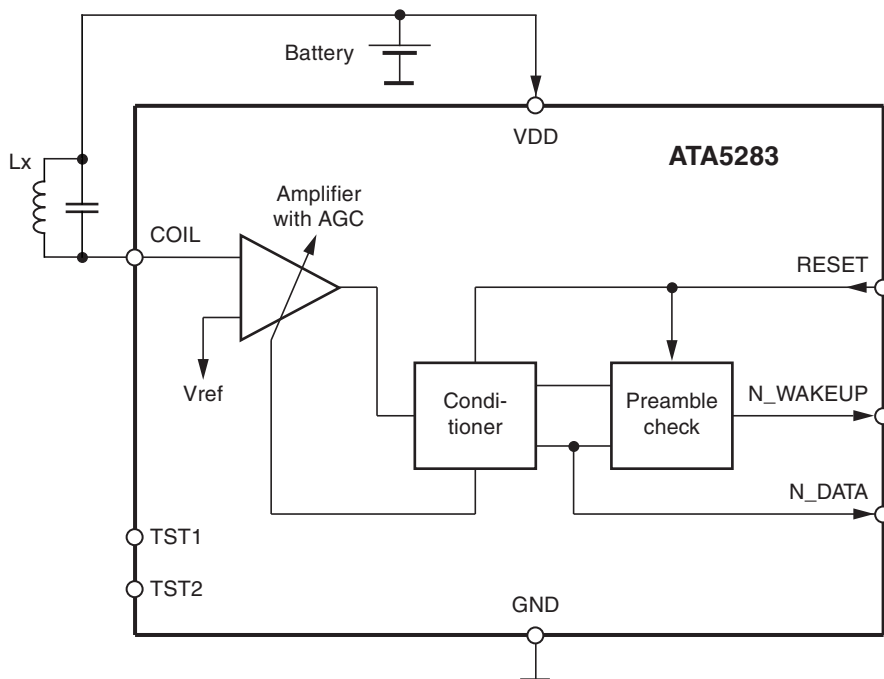 Battery
VDD
ATA5283
Lx
Amplifier
with AGC
COIL
RESET
Vref
Condi-
tioner
Preamble
check
N_WAKEUP
N_DATA
TST1
TST2
GND